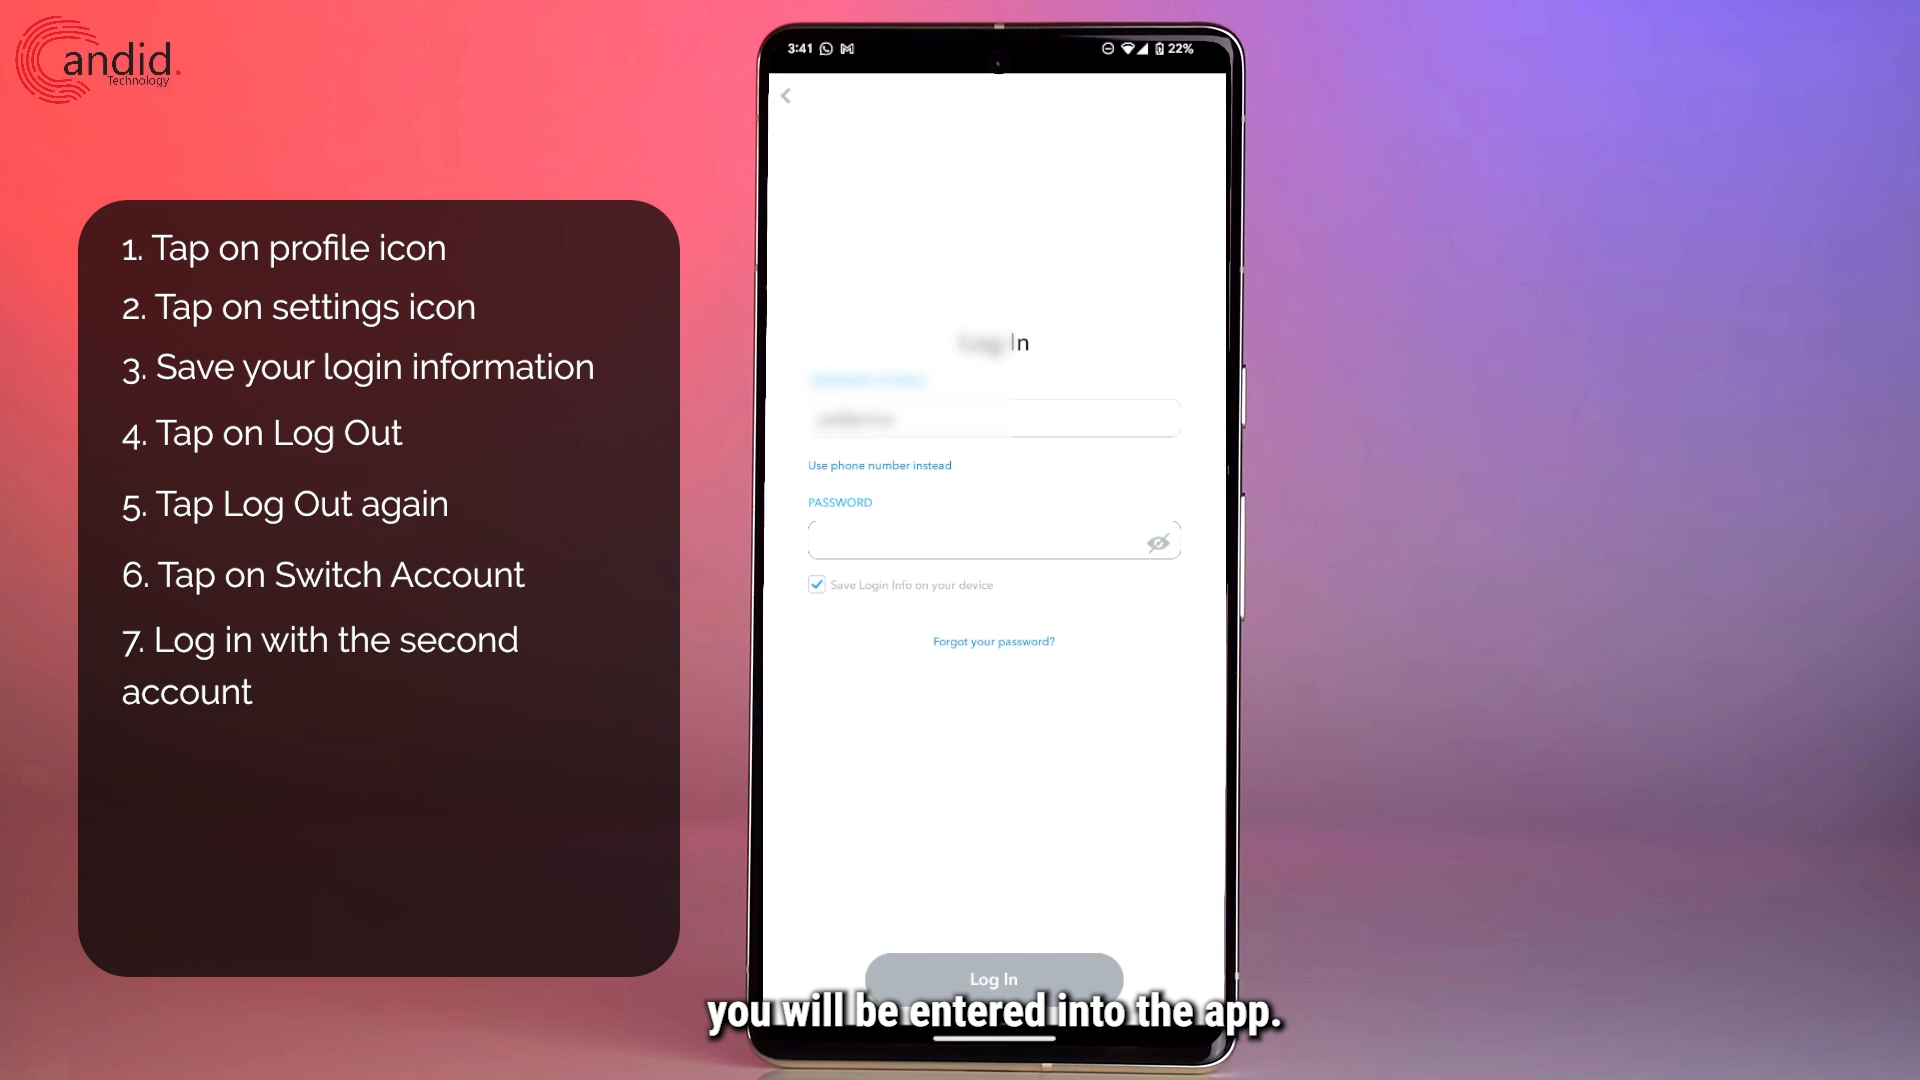 Candid.
Technology
1. Tap on profile icon
2. Tap on settings icon
3. Save your login information
4. Tap on Log Out
5. Tap Log Out again
6. Tap on Switch Account
7. Log in with the second
account
3:41
22%
In
Use phone number instead
PASSWORD
Save Login Info on your device
Forgot your password?
Log In
you will be entered into the app.